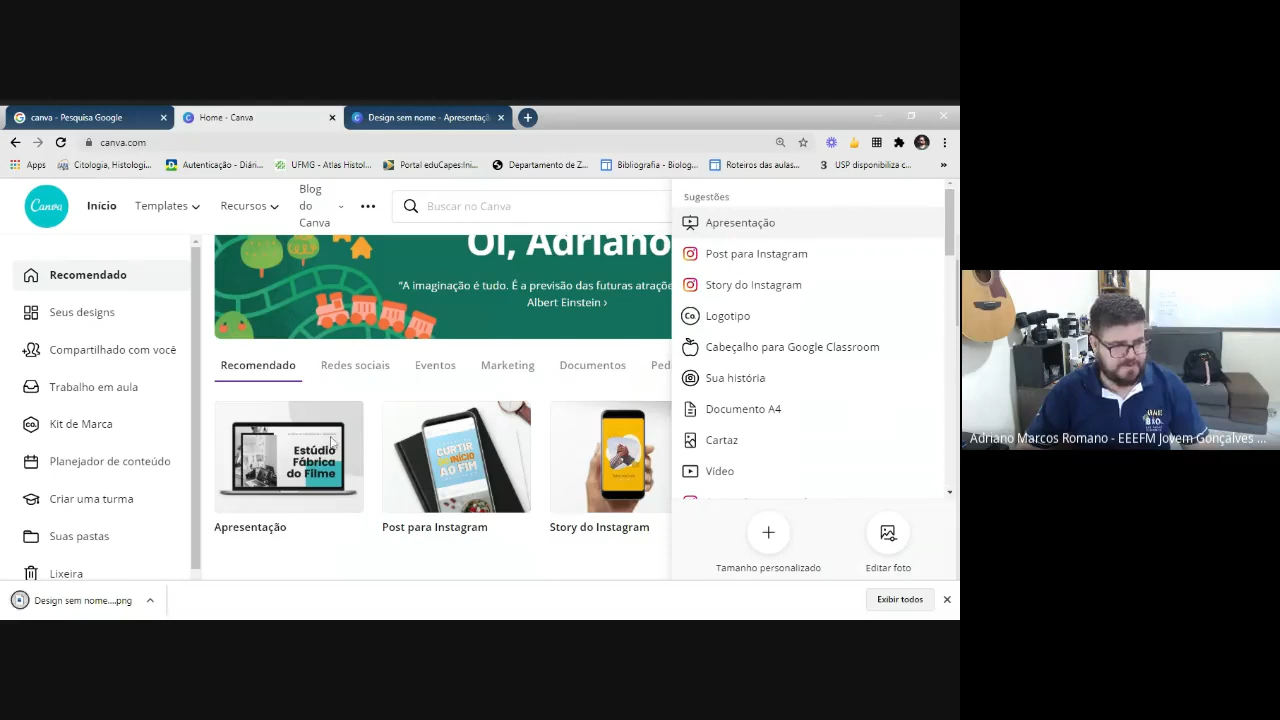 canva - Pesquisa Google
Home - Canva
Design sem nome - Apresentaçã
canva.com
Apps
Citologia, Histologi...
Autenticação - Diári...
UFMG - Atlas Histol...
Portal eduCapes:Ini...
Departamento de Z...
Bibliografia - Biolog...
Roteiros das aulas...
3 USP disponibiliza c...
»
Canva
Início
Templates
Recursos
Blog
do
Canva
Buscar no Canva
Recomendado
Seus designs
Compartilhado com você
Trabalho em aula
Kit de Marca
Planejador de conteúdo
Criar uma turma
Suas pastas
Lixeira
Oi, Adriano
“A imaginação é tudo. É a previsão das futuras atraçõe
Albert Einstein ›
Recomendado
Redes sociais
Eventos
Marketing
Documentos
Ped
Estúdio
Fábrica
do Filme
CURTIR
DO INÍCIO
AO FIM
Apresentação
Post para Instagram
Story do Instagram
Sugestões
Apresentação
Post para Instagram
Story do Instagram
Co. Logotipo
Cabeçalho para Google Classroom
Sua história
Documento A4
Cartaz
Vídeo
Tamanho personalizado
Editar foto
Design sem nome....png
Exibir todos
Adriano Marcos Romano - EEEFM Jovem Gonçalves ...